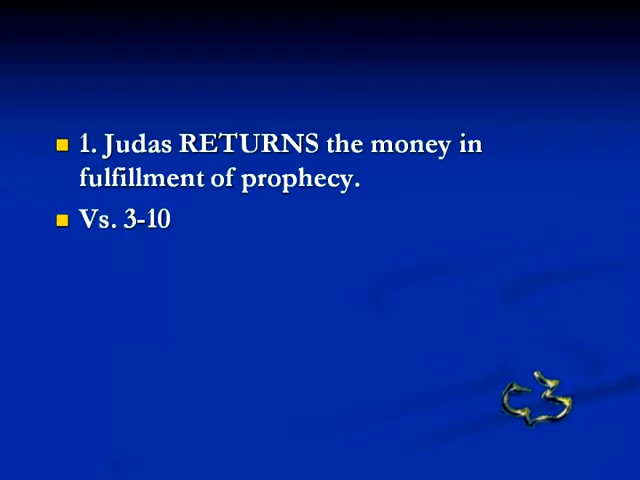 1. Judas RETURNS the money in
fulfillment of prophecy.
Vs. 3-10